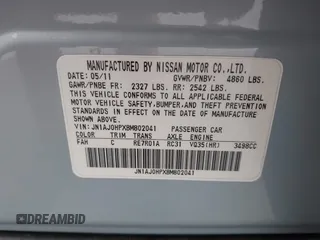 MANUFACTURED BY NISSAN MOTOR CO.,LTD.
DATE: 05/11 GVWR/PNBV: 4860 LBS.
GAWR/PNBE FR: 2327 LBS. RR: 2542 LBS.
THIS VEHICLE CONFORMS TO ALL APPLICABLE FEDERAL
MOTOR VEHICLE SAFETY,BUMPER,AND THEFT PREVENTION
STANDARDS IN EFFECT ON THE DATE OF MANUFACTURE
SHOWN ABOVE.
VIN: JN1AJ0HPXBM802041 PASSENGER CAR
COLOR TRIM TRANS AXLE ENGINE
FAH C RE7R01A RC31 VQ35(HR) 3498CC
JN1AJ0HPXBM802041
DREAMBID